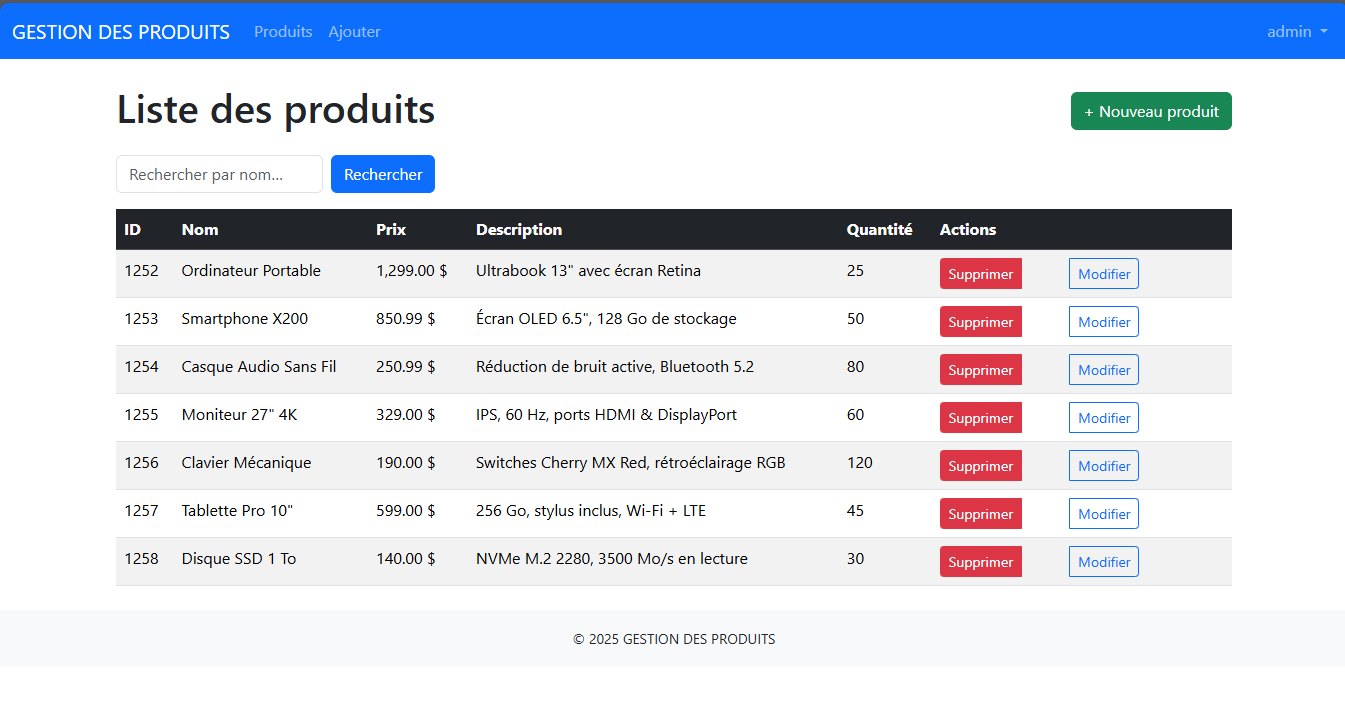 GESTION DES PRODUITS Produits Ajouter admin
Liste des produits + Nouveau produit
Rechercher par nom... Rechercher
ID Nom Prix Description Quantité Actions
1252 Ordinateur Portable 1,299.00 $ Ultrabook 13" avec écran Retina 25 Supprimer Modifier
1253 Smartphone X200 850.99 $ Écran OLED 6.5", 128 Go de stockage 50 Supprimer Modifier
1254 Casque Audio Sans Fil 250.99 $ Réduction de bruit active, Bluetooth 5.2 80 Supprimer Modifier
1255 Moniteur 27" 4K 329.00 $ IPS, 60 Hz, ports HDMI & DisplayPort 60 Supprimer Modifier
1256 Clavier Mécanique 190.00 $ Switches Cherry MX Red, rétroéclairage RGB 120 Supprimer Modifier
1257 Tablette Pro 10" 599.00 $ 256 Go, stylus inclus, Wi-Fi + LTE 45 Supprimer Modifier
1258 Disque SSD 1 To 140.00 $ NVMe M.2 2280, 3500 Mo/s en lecture 30 Supprimer Modifier
© 2025 GESTION DES PRODUITS